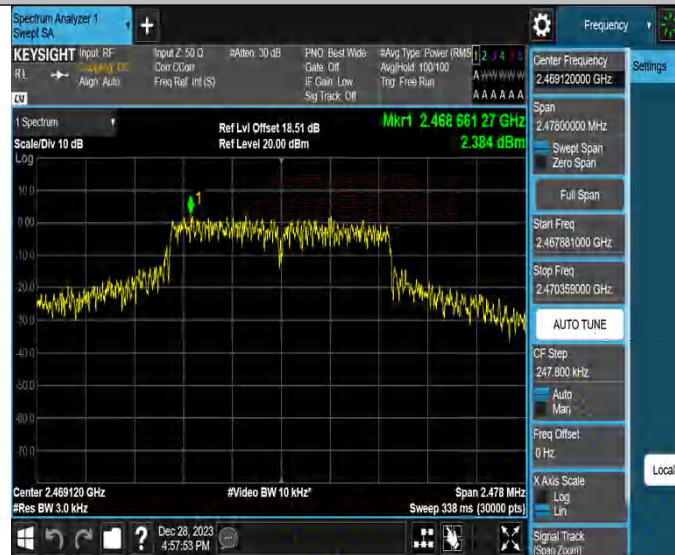 Spectrum Analyzer 1
Swept SA
Frequency
KEYSIGHT
Input: RF
Coupling: DC
Align: Auto
Input Z: 50 Ω
Corr CCorr
Freq Ref: Int (S)
#Atten: 30 dB
PNO: Best Wide
Gate: Off
IF Gain: Low
Sig Track: Off
#Avg Type: Power (RMS
Avg|Hold: 100/100
Trig: Free Run
1 2 3 4 5 6
A W W W W W
A A A A A A
RL
LXI
1 Spectrum
Scale/Div 10 dB
Log
Ref Lvl Offset 18.51 dB
Ref Level 20.00 dBm
Mkr1 2.468 661 27 GHz
2.384 dBm
1
10.0
0.00
-10.0
-20.0
-30.0
-40.0
-50.0
-60.0
-70.0
Center 2.469120 GHz
#Res BW 3.0 kHz
#Video BW 10 kHz*
Span 2.478 MHz
Sweep 338 ms (30000 pts)
Dec 28, 2023
4:57:53 PM
Center Frequency
2.469120000 GHz
Span
2.47800000 MHz
Swept Span
Zero Span
Full Span
Start Freq
2.467881000 GHz
Stop Freq
2.470359000 GHz
AUTO TUNE
CF Step
247.800 kHz
Auto
Man
Freq Offset
0 Hz
X Axis Scale
Log
Lin
Signal Track
(Span Zoom)
Settings
Local